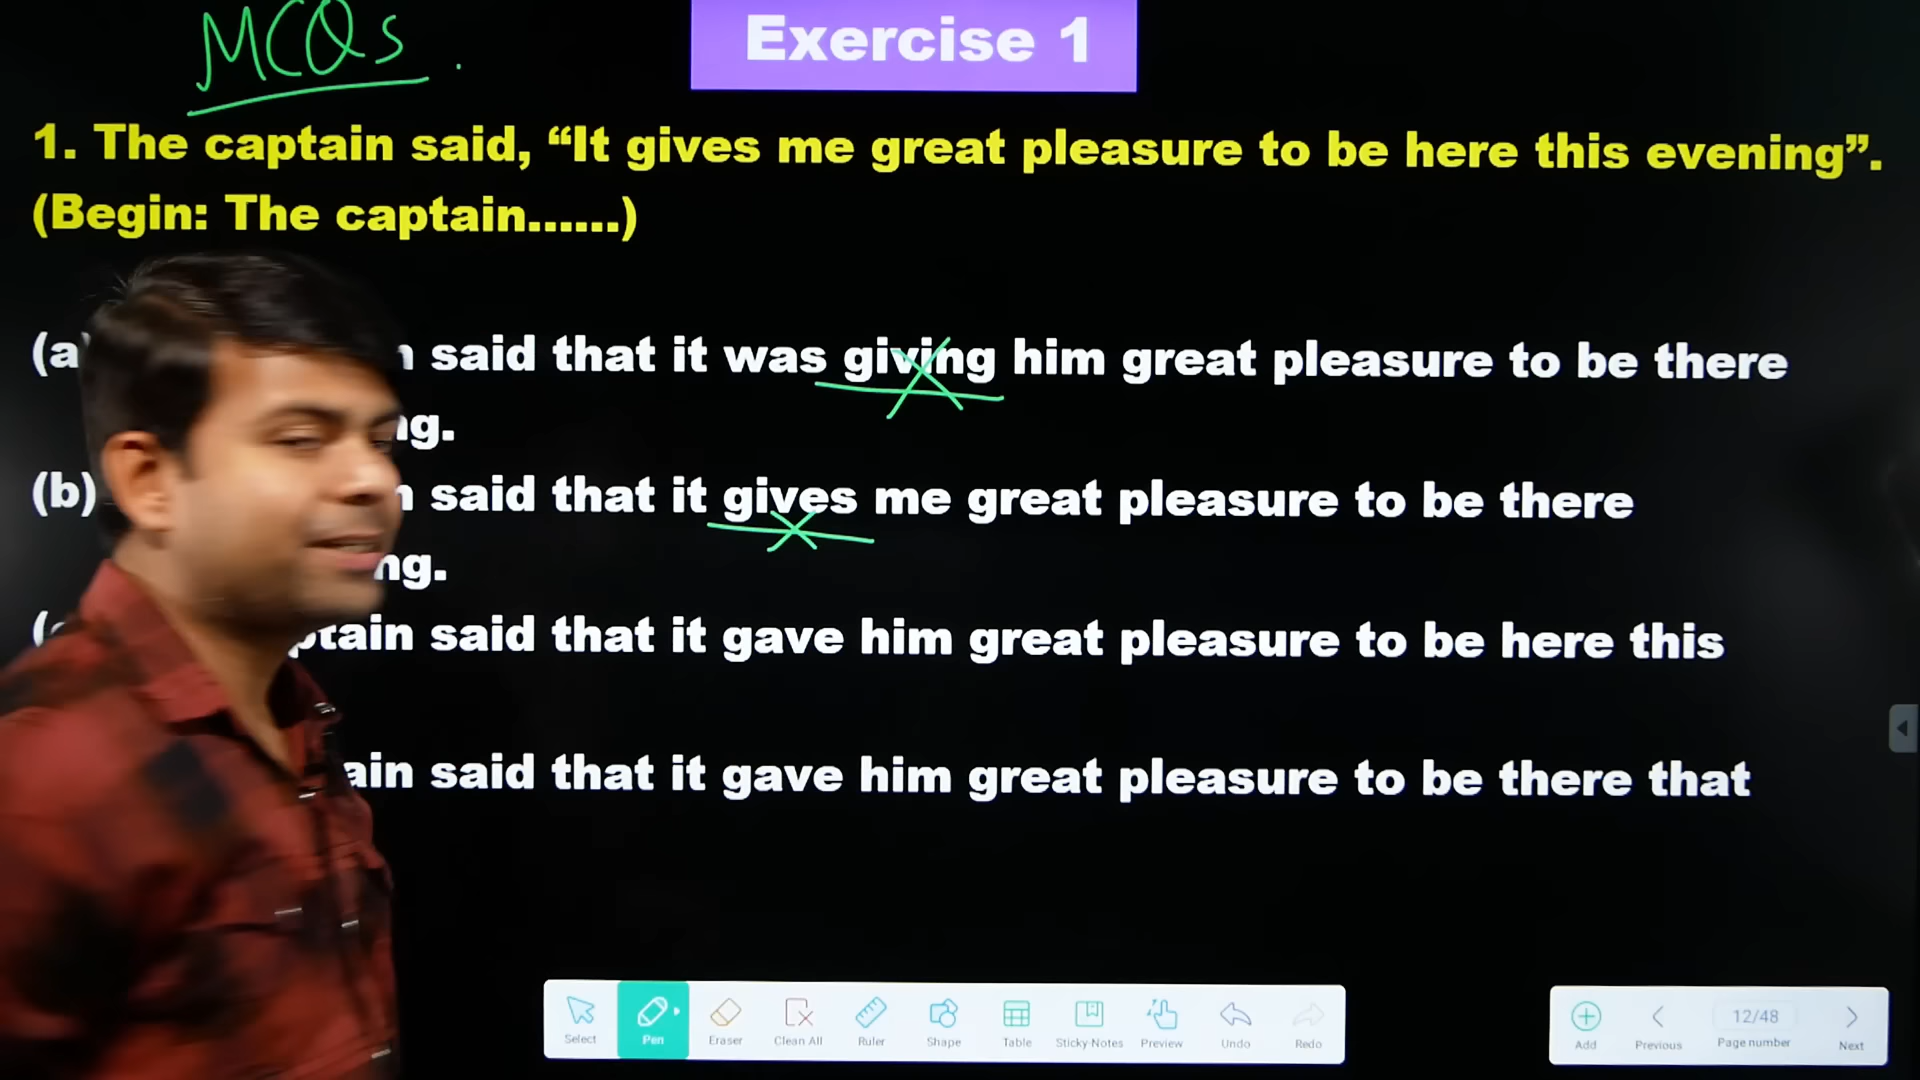 MCQs.
Exercise 1
1. The captain said, “It gives me great pleasure to be here this evening”.
(Begin: The captain......)
(a) said that it was giving him great pleasure to be there
(b) said that it gives me great pleasure to be there
said that it gave him great pleasure to be here this
said that it gave him great pleasure to be there that
Select Pen Eraser Clean All Ruler Shape Table Sticky Notes Preview Undo Redo
12/48
Add Previous Page number Next